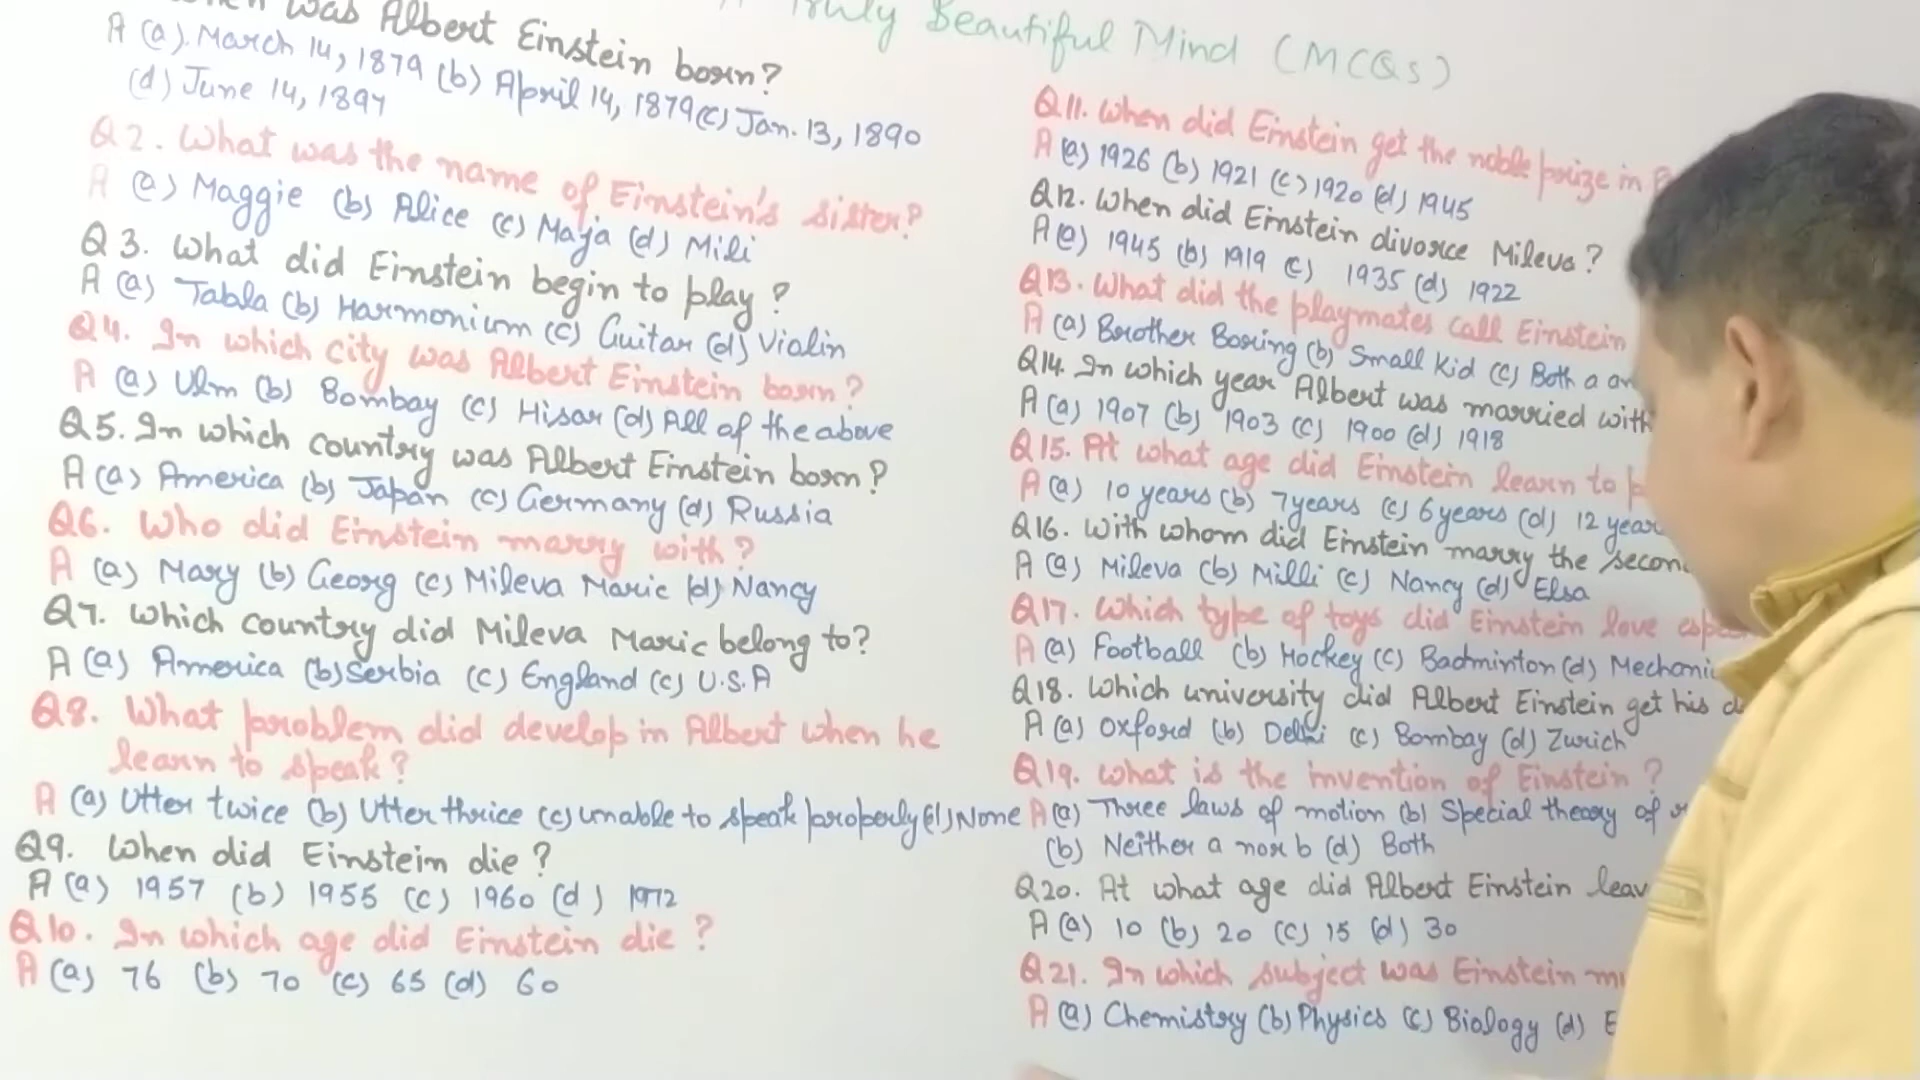 Truly Beautiful Mind (MCQs)
was Albert Einstein born?
A (a). March 14, 1879 (b) April 14, 1879 (c) Jan. 13, 1890
(d) June 14, 1894
Q2. What was the name of Einstein's sister?
A (a) Maggie (b) Alice (c) Maja (d) Mili
Q3. What did Einstein begin to play?
A (a) Tabla (b) Harmonium (c) Guitar (d) Violin
Q4. In which city was Albert Einstein born?
A (a) Ulm (b) Bombay (c) Hisar (d) All of the above
Q5. In which country was Albert Einstein born?
A (a) America (b) Japan (c) Germany (d) Russia
Q6. Who did Einstein marry with?
A (a) Mary (b) Georg (c) Mileva Maric (d) Nancy
Q7. Which country did Mileva Maric belong to?
A (a) America (b) Serbia (c) England (c) U.S.A
Q8. What problem did develop in Albert when he
learn to speak?
A (a) Utter twice (b) Utter thrice (c) unable to speak properly (d) None
Q9. When did Einstein die?
A (a) 1957 (b) 1955 (c) 1960 (d) 1972
Q10. In which age did Einstein die?
A (a) 76 (b) 70 (c) 65 (d) 60
Q11. When did Einstein get the noble prize in
A (a) 1926 (b) 1921 (c) 1920 (d) 1945
Q12. When did Einstein divorce Mileva?
A (a) 1945 (b) 1919 (c) 1935 (d) 1922
Q13. What did the playmates call Einstein
A (a) Brother Boring (b) Small Kid (c) Both a
Q14. In which year Albert was married with
A (a) 1907 (b) 1903 (c) 1900 (d) 1918
Q15. At what age did Einstein learn to
A (a) 10 years (b) 7 years (c) 6 years (d) 12
Q16. With whom did Einstein marry the
A (a) Mileva (b) Milli (c) Nancy (d) Elsa
Q17. Which type of toys did Einstein love
A (a) Football (b) Hockey (c) Badminton (d)
Q18. Which university did Albert Einstein get his
A (a) Oxford (b) Delhi (c) Bombay (d) Zurich
Q19. What is the invention of Einstein?
A (a) Three laws of motion (b) Special theory of
(b) Neither a nor b (d) Both
Q20. At what age did Albert Einstein
A (a) 10 (b) 20 (c) 15 (d) 30
Q21. In which subject was Einstein
A (a) Chemistry (b) Physics (c) Biology (d)